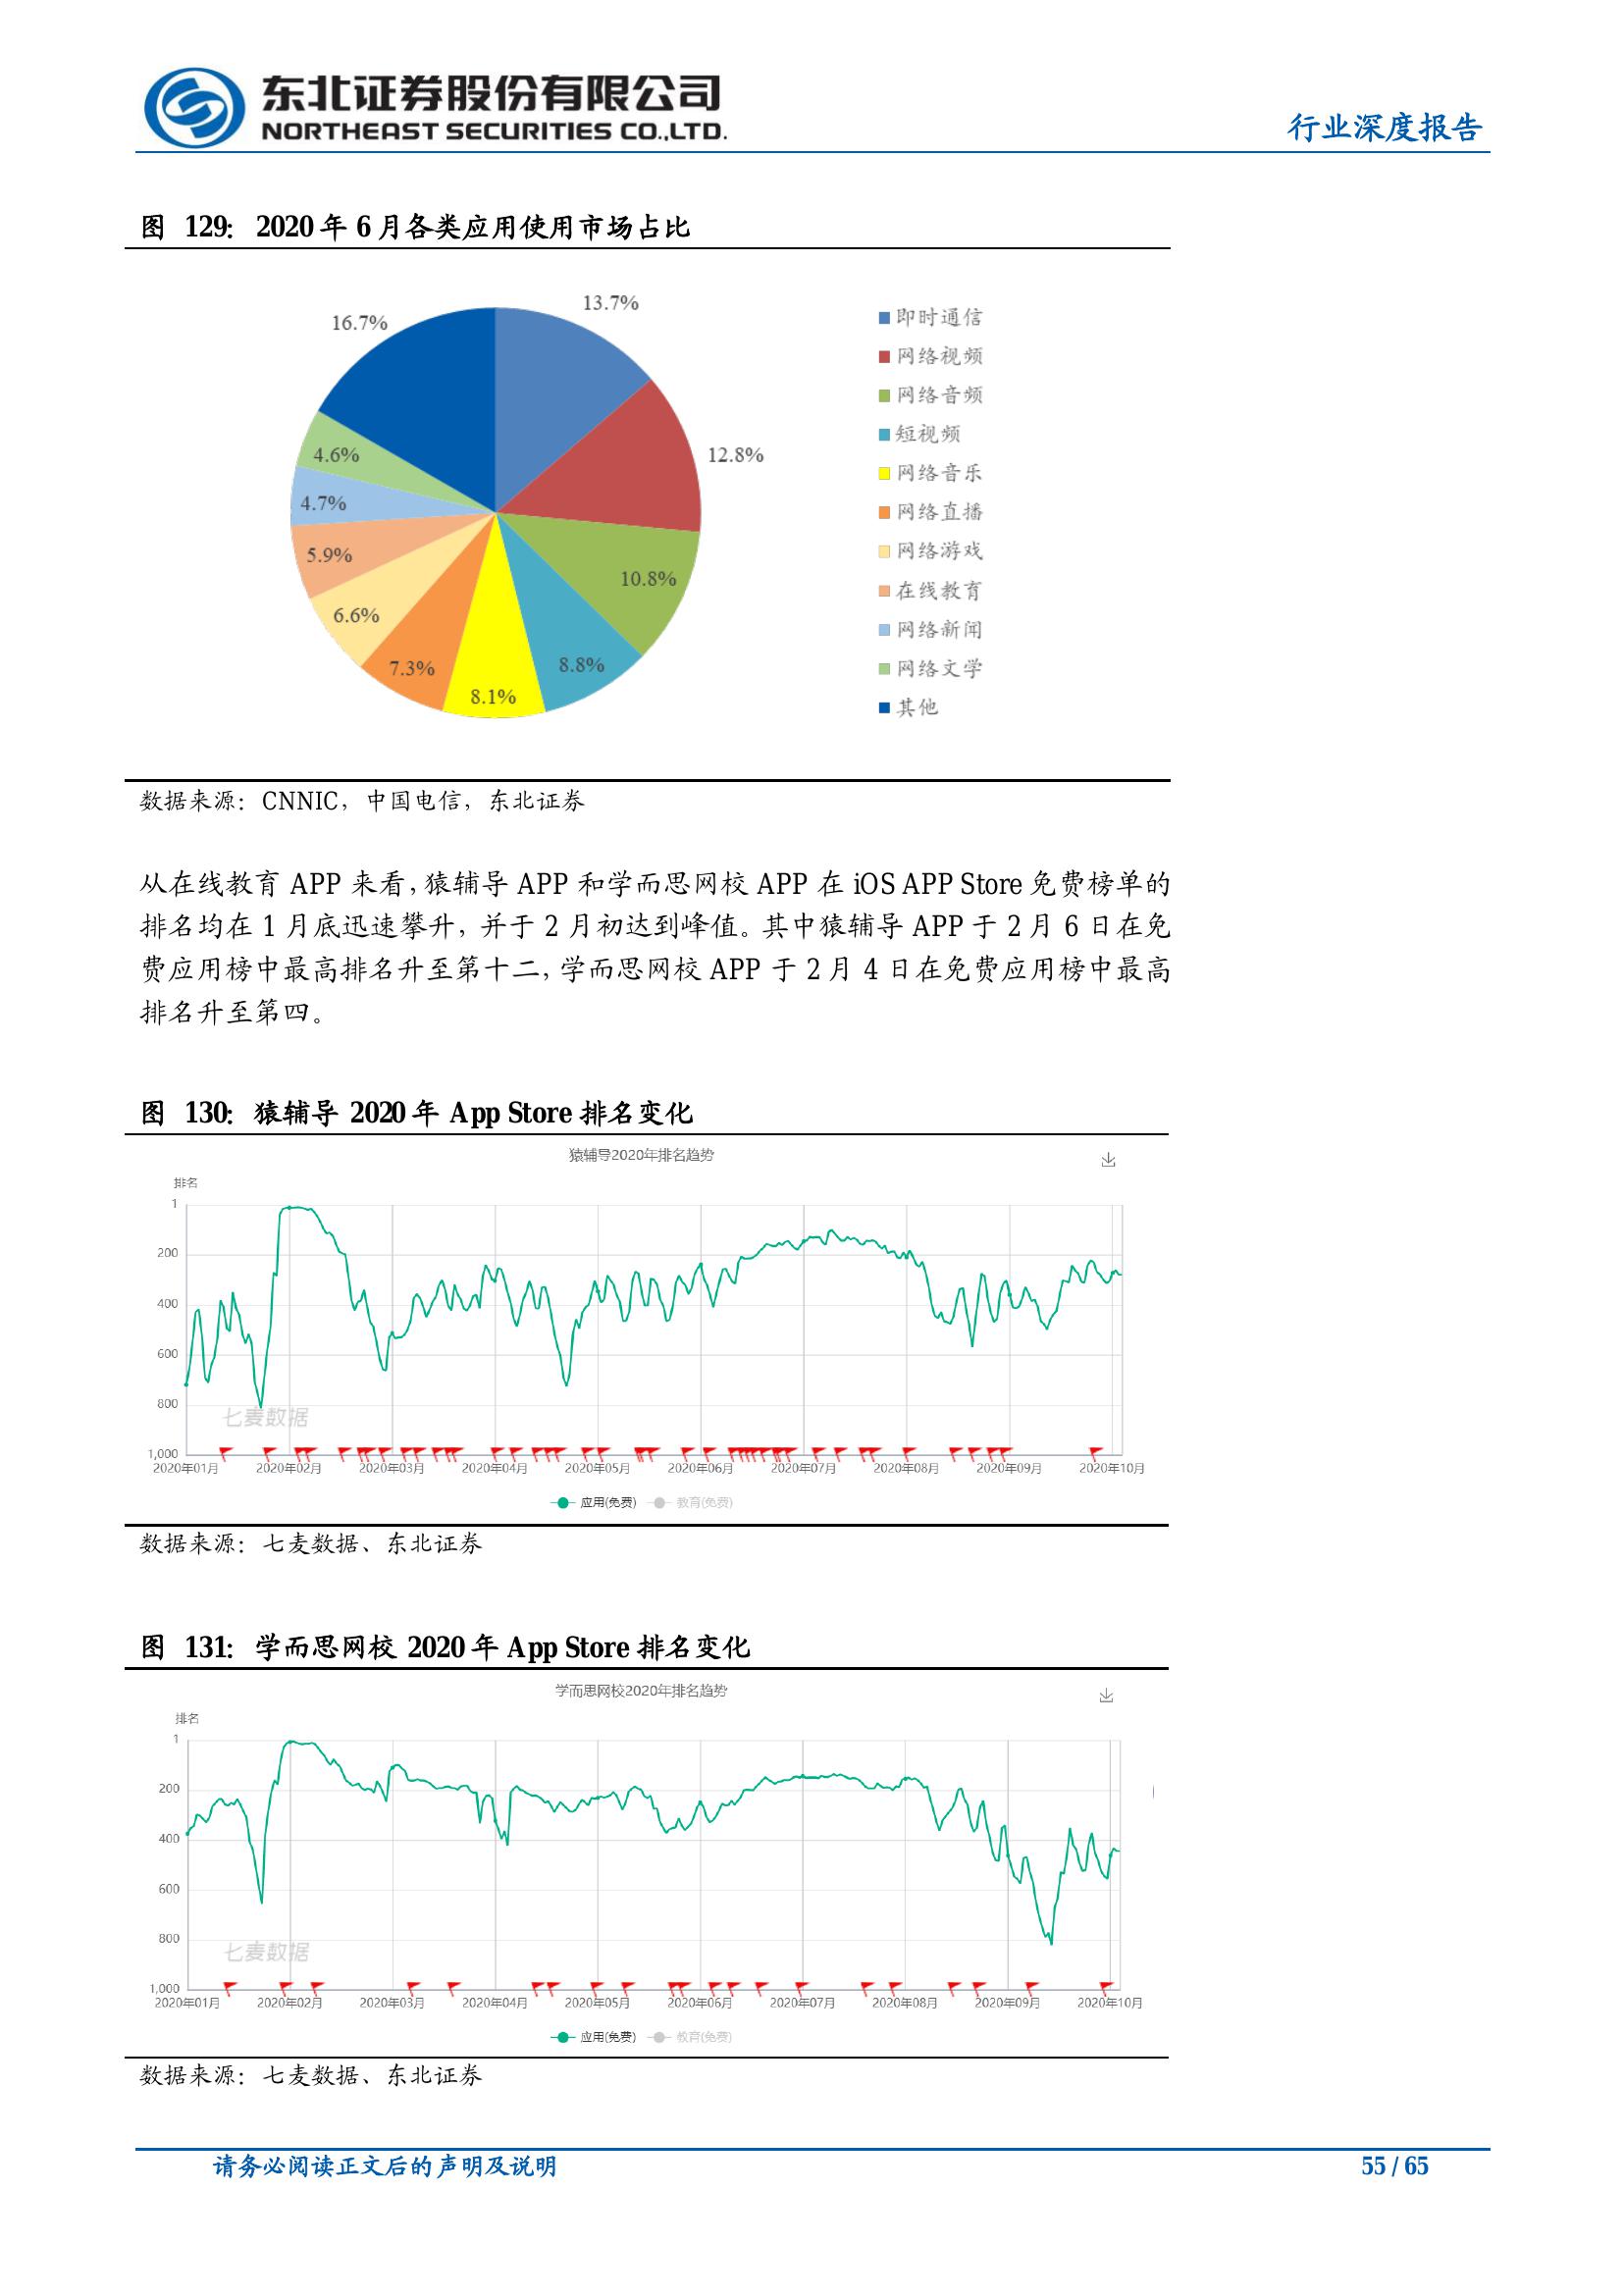 东北证券股份有限公司
NORTHEAST SECURITIES CO.,LTD.
行业深度报告
图 129: 2020 年 6 月各类应用使用市场占比
13.7%
16.7%
12.8%
4.6%
4.7%
5.9%
10.8%
6.6%
7.3%
8.8%
8.1%
即时通信
网络视频
网络音频
短视频
网络音乐
网络直播
网络游戏
在线教育
网络新闻
网络文学
其他
数据来源：CNNIC，中国电信，东北证券
从在线教育 APP 来看，猿辅导 APP 和学而思网校 APP 在 iOS APP Store 免费榜单的
排名均在 1 月底迅速攀升，并于 2 月初达到峰值。其中猿辅导 APP 于 2 月 6 日在免
费应用榜中最高排名升至第十二，学而思网校 APP 于 2 月 4 日在免费应用榜中最高
排名升至第四。
图 130: 猿辅导 2020 年 App Store 排名变化
猿辅导2020年排名趋势
排名
1
200
400
600
800
1,000
七麦数据
2020年01月 2020年02月 2020年03月 2020年04月 2020年05月 2020年06月 2020年07月 2020年08月 2020年09月 2020年10月
应用(免费) 教育(免费)
数据来源：七麦数据、东北证券
图 131: 学而思网校 2020 年 App Store 排名变化
学而思网校2020年排名趋势
排名
1
200
400
600
800
1,000
七麦数据
2020年01月 2020年02月 2020年03月 2020年04月 2020年05月 2020年06月 2020年07月 2020年08月 2020年09月 2020年10月
应用(免费) 教育(免费)
数据来源：七麦数据、东北证券
请务必阅读正文后的声明及说明
55 / 65